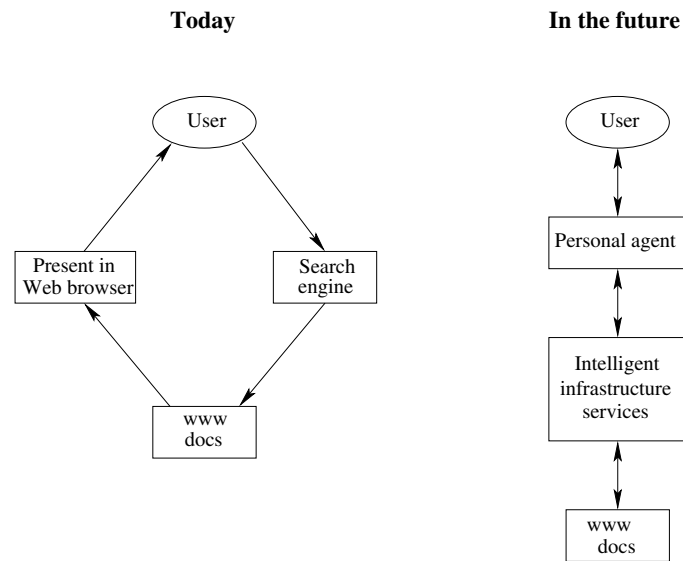 Today
User
Present in
Web browser
Search
engine
www
docs
In the future
User
Personal agent
Intelligent
infrastructure
services
www
docs